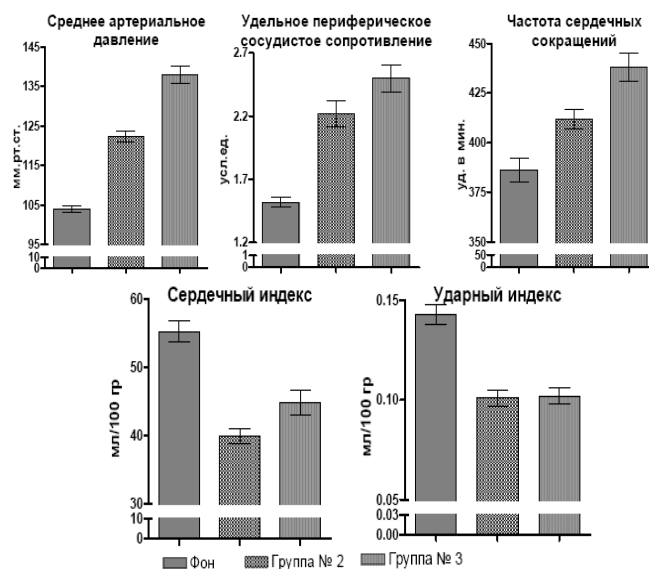 Среднее артериальное
давление
мм.рт.ст.
145
135
125
115
105
95
10
0
Удельное периферическое
сосудистое сопротивление
усл.ед.
2.7
2.2
1.7
1.2
1
0
Частота сердечных
сокращений
уд. в мин.
450
425
400
375
350
50
0
Сердечный индекс
мл/100 гр
60
50
40
30
10
0
Ударный индекс
мл/100 гр
0.15
0.10
0.05
0.03
0.00
Фон Группа № 2 Группа № 3